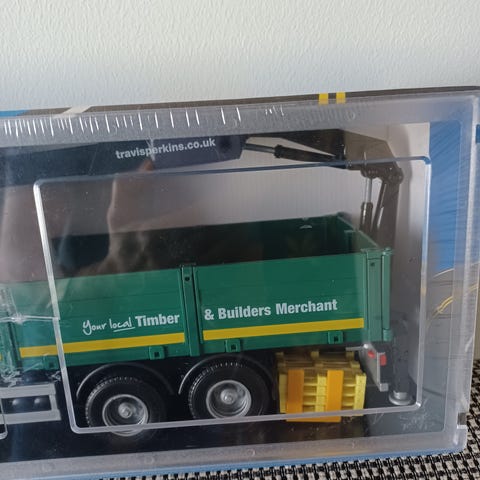 travisperkins.co.uk
your local Timber & Builders Merchant